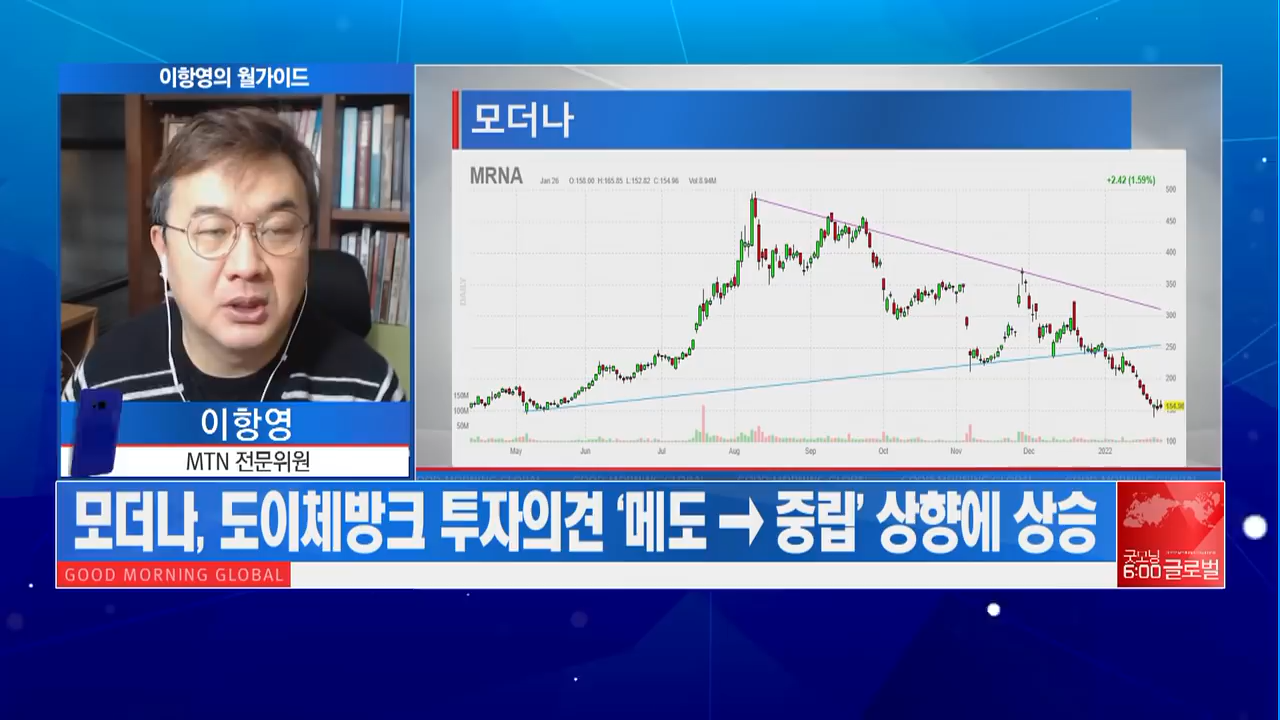 이항영의 월가이드
모더나
MRNA
Jan 26 O:158.00 H:165.85 L:152.82 C:154.96 Vol 8.94M
+2.42 (1.59%)
500
450
400
350
300
250
200
154.96
100
DAILY
150M
100M
50M
May Jun Jul Aug Sep Oct Nov Dec 2022
이항영
MTN 전문위원
모더나, 도이체방크 투자의견 ‘메도 → 중립’ 상향에 상승
GOOD MORNING GLOBAL
굿모닝
6:00 글로벌